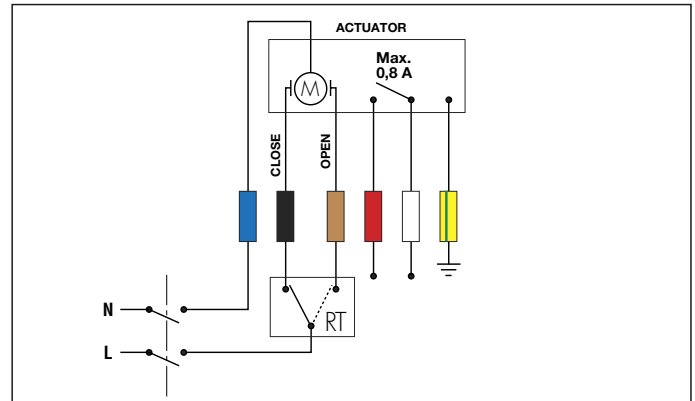 ACTUATOR
Max.
0,8 A
M
CLOSE
OPEN
N
RT
L